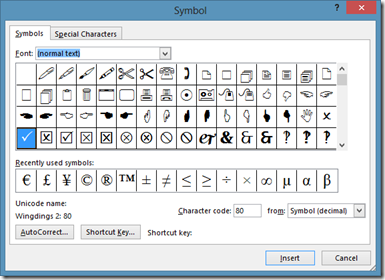 Symbol
Symbols
Special Characters
Font: (normal text)
Recently used symbols:
€ £ ¥ © ® ™ ± ≠ ≤ ≥ ÷ × ∞ µ α β
Unicode name:
Wingdings 2: 80
Character code: 80 from: Symbol (decimal)
AutoCorrect... Shortcut Key... Shortcut key:
Insert Cancel